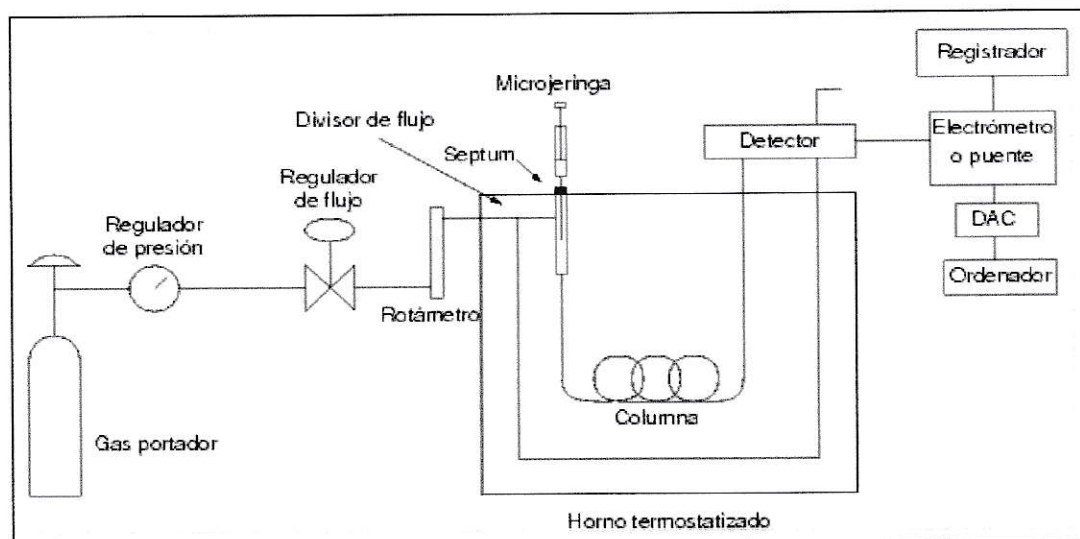 Registrador
Microjeringa
Divisor de flujo
Detector
Electrómetro
o puente
Septum
Regulador
de flujo
Regulador
de presión
DAC
Ordenador
Rotámetro
Columna
Gas portador
Horno termostatizado